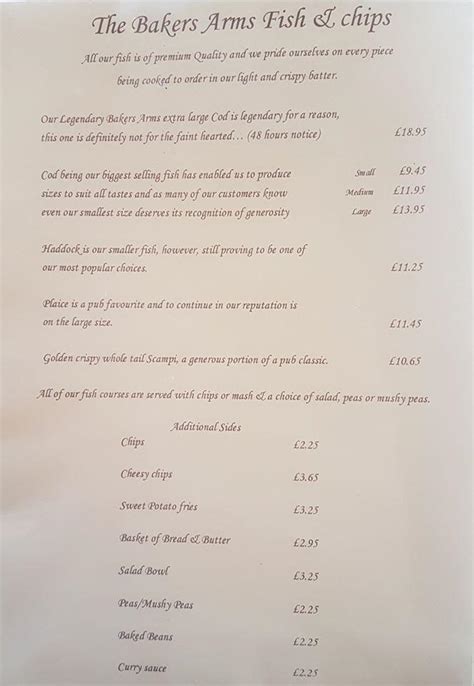 The Bakers Arms Fish & chips
All our fish is of premium Quality and we pride ourselves on every piece
being cooked to order in our light and crispy batter.
Our Legendary Bakers Arms extra large Cod is legendary for a reason,
this one is definitely not for the faint hearted... (48 hours notice) £18.95
Cod being our biggest selling fish has enabled us to produce Small £9.45
sizes to suit all tastes and as many of our customers know Medium £11.95
even our smallest size deserves its recognition of generosity Large £13.95
Haddock is our smaller fish, however, still proving to be one of
our most popular choices. £11.25
Plaice is a pub favourite and to continue in our reputation is
on the large size. £11.45
Golden crispy whole tail Scampi, a generous portion of a pub classic. £10.65
All of our fish courses are served with chips or mash & a choice of salad, peas or mushy peas.
Additional Sides
Chips £2.25
Cheesy chips £3.65
Sweet Potato fries £3.25
Basket of Bread & Butter £2.95
Salad Bowl £3.25
Peas/Mushy Peas £2.25
Baked Beans £2.25
Curry sauce £2.25